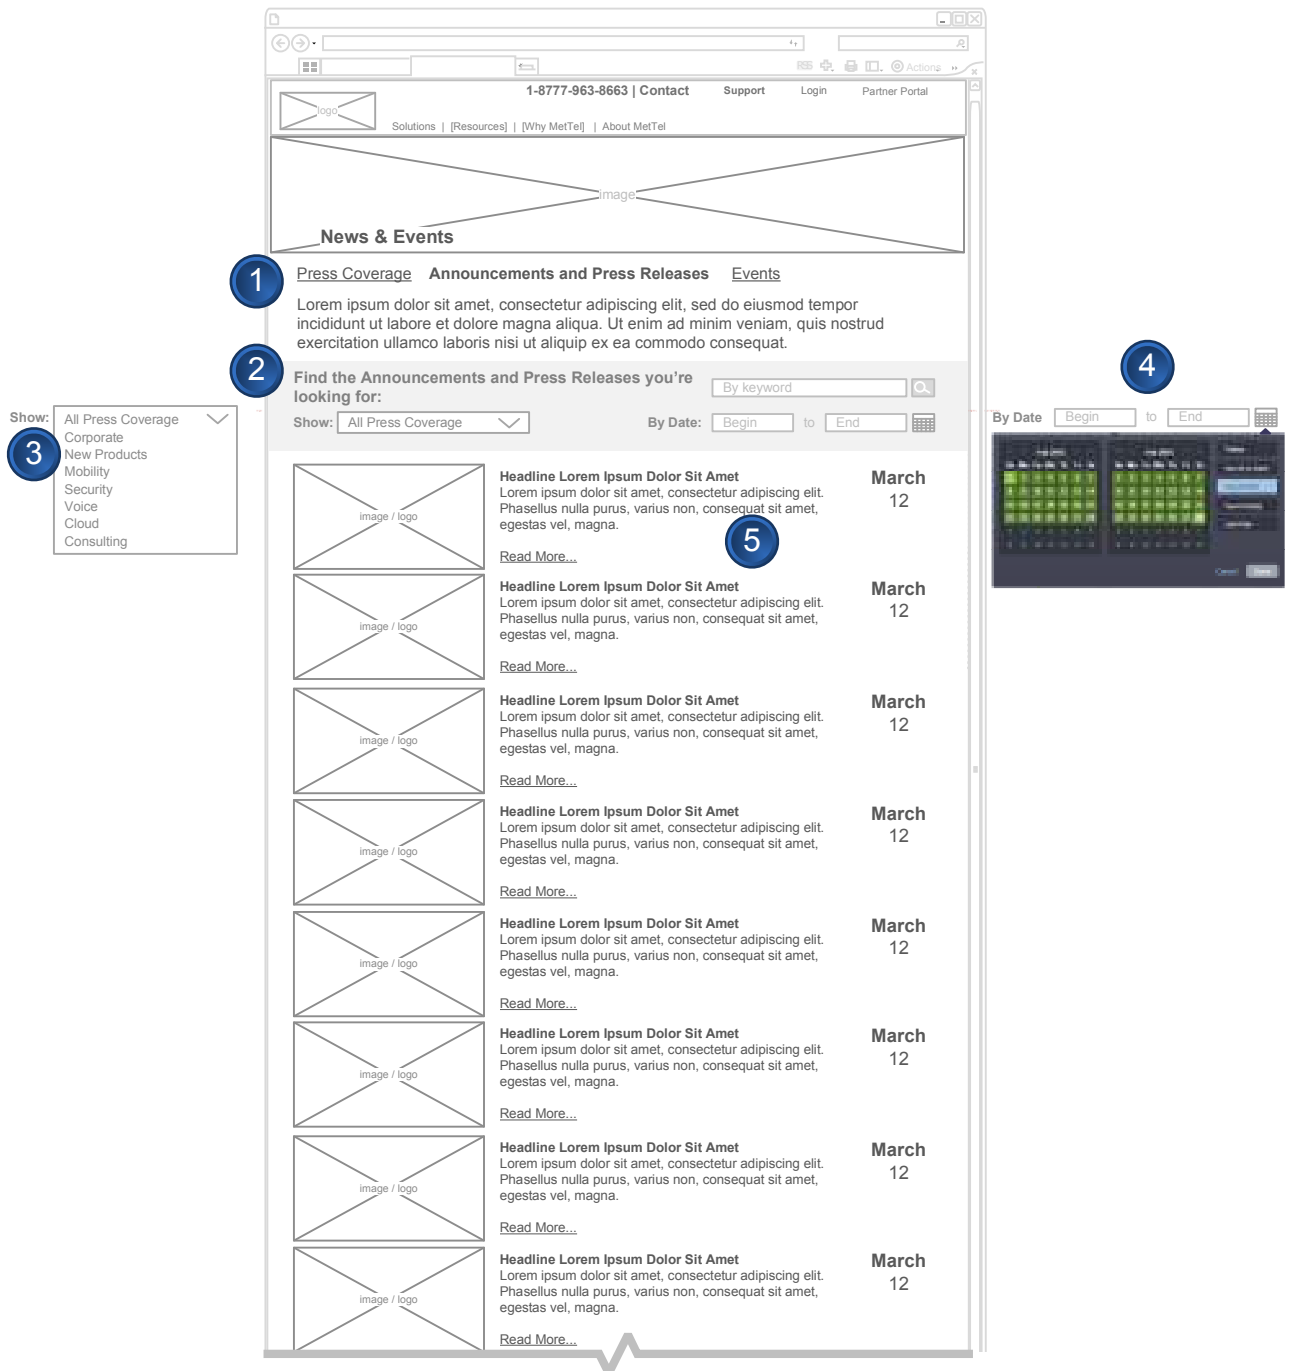 RSS
Actions
1-8777-963-8663 | Contact
Support
Login
Partner Portal
logo
Solutions | [Resources] | [Why MetTel] | About MetTel
image
News & Events
1
Press Coverage
Announcements and Press Releases
Events
Lorem ipsum dolor sit amet, consectetur adipiscing elit, sed do eiusmod tempor
incididunt ut labore et dolore magna aliqua. Ut enim ad minim veniam, quis nostrud
exercitation ullamco laboris nisi ut aliquip ex ea commodo consequat.
2
Find the Announcements and Press Releases you're
looking for:
By keyword
Show:
All Press Coverage
By Date:
Begin
to
End
Show:
All Press Coverage
3
Corporate
New Products
Mobility
Security
Voice
Cloud
Consulting
4
By Date
Begin
to
End
image / logo
Headline Lorem Ipsum Dolor Sit Amet
Lorem ipsum dolor sit amet, consectetur adipiscing elit.
Phasellus nulla purus, varius non, consequat sit amet,
egestas vel, magna.
Read More...
March
12
5
image / logo
Headline Lorem Ipsum Dolor Sit Amet
Lorem ipsum dolor sit amet, consectetur adipiscing elit.
Phasellus nulla purus, varius non, consequat sit amet,
egestas vel, magna.
Read More...
March
12
image / logo
Headline Lorem Ipsum Dolor Sit Amet
Lorem ipsum dolor sit amet, consectetur adipiscing elit.
Phasellus nulla purus, varius non, consequat sit amet,
egestas vel, magna.
Read More...
March
12
image / logo
Headline Lorem Ipsum Dolor Sit Amet
Lorem ipsum dolor sit amet, consectetur adipiscing elit.
Phasellus nulla purus, varius non, consequat sit amet,
egestas vel, magna.
Read More...
March
12
image / logo
Headline Lorem Ipsum Dolor Sit Amet
Lorem ipsum dolor sit amet, consectetur adipiscing elit.
Phasellus nulla purus, varius non, consequat sit amet,
egestas vel, magna.
Read More...
March
12
image / logo
Headline Lorem Ipsum Dolor Sit Amet
Lorem ipsum dolor sit amet, consectetur adipiscing elit.
Phasellus nulla purus, varius non, consequat sit amet,
egestas vel, magna.
Read More...
March
12
image / logo
Headline Lorem Ipsum Dolor Sit Amet
Lorem ipsum dolor sit amet, consectetur adipiscing elit.
Phasellus nulla purus, varius non, consequat sit amet,
egestas vel, magna.
Read More...
March
12
image / logo
Headline Lorem Ipsum Dolor Sit Amet
Lorem ipsum dolor sit amet, consectetur adipiscing elit.
Phasellus nulla purus, varius non, consequat sit amet,
egestas vel, magna.
Read More...
March
12